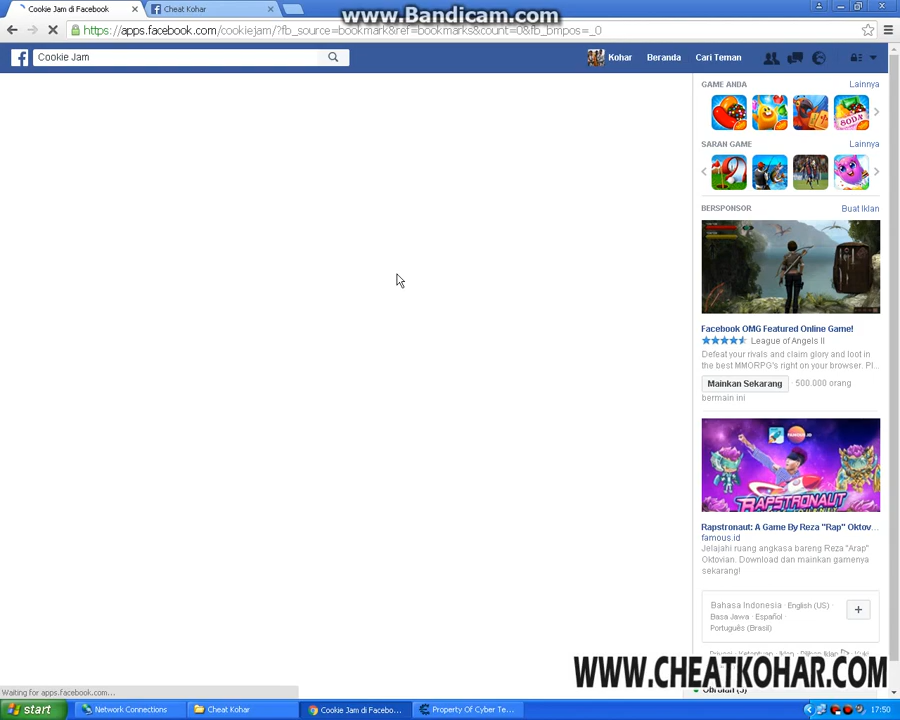 Cookie Jam di Facebook
Cheat Kohar
www.Bandicam.com
https://apps.facebook.com/cookiejam/?fb_source=bookmark&ref=bookmarks&count=0&fb_bmpos=_0
Cookie Jam
Kohar
Beranda
Cari Teman
GAME ANDA
Lainnya
SODA
SARAN GAME
Lainnya
BERSPONSOR
Buat Iklan
Facebook OMG Featured Online Game!
League of Angels II
Defeat your rivals and claim glory and loot in
the best MMORPG's right on your browser. Pl...
Mainkan Sekarang · 500.000 orang
bermain ini
FAMOUS.ID
RAPSTRONAUT
Rapstronaut: A Game By Reza "Rap" Oktov...
famous.id
Jelajahi ruang angkasa bareng Reza "Arap"
Oktovian. Download dan mainkan gamenya
sekarang!
Bahasa Indonesia · English (US) ·
Basa Jawa · Español ·
Português (Brasil)
+
WWW.CHEATKOHAR.COM
Waiting for apps.facebook.com...
start
Network Connections
Cheat Kohar
Cookie Jam di Facebo...
Property Of Cyber Te...
17:50